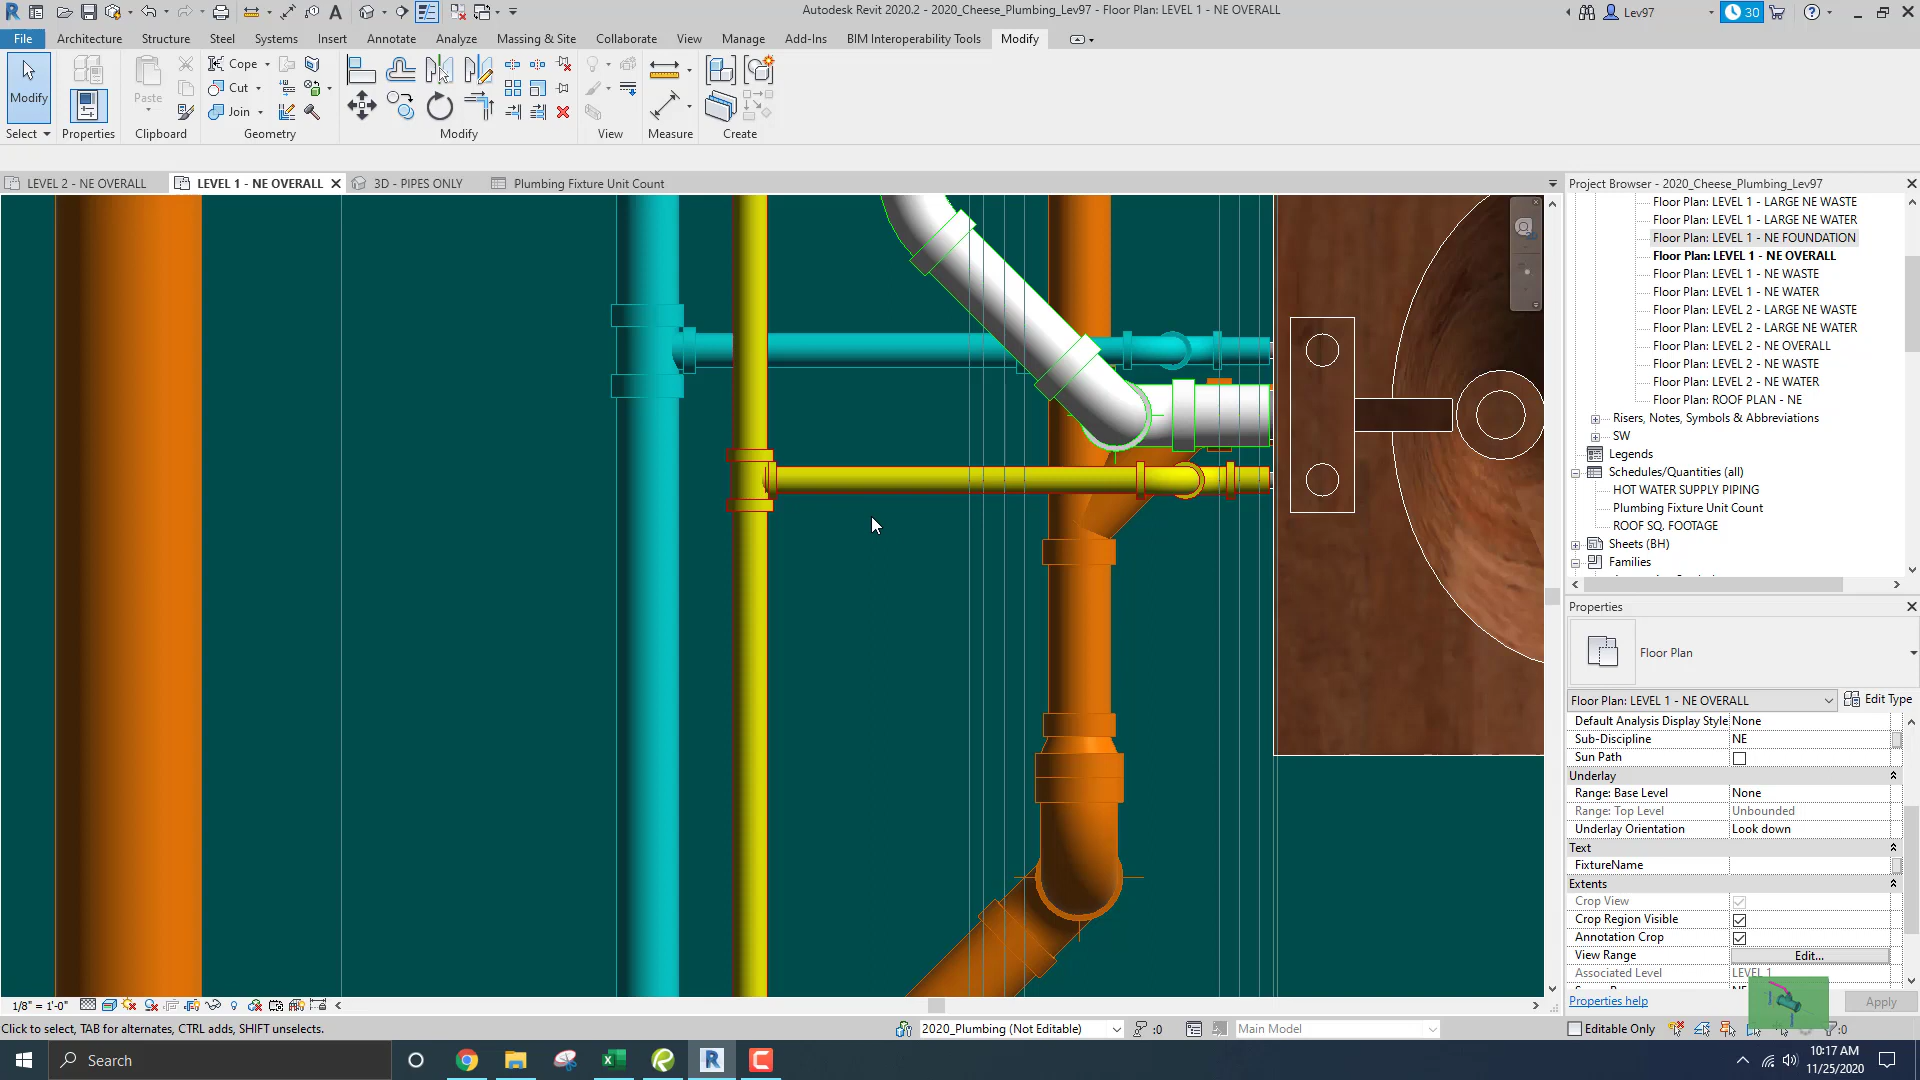 Autodesk Revit 2020.2 - 2020_Cheese_Plumbing_Lev97 - Floor Plan: LEVEL 1 - NE OVERALL
Lev97
30
File Architecture Structure Steel Systems Insert Annotate Analyze Massing & Site Collaborate View Manage Add-Ins BIM Interoperability Tools Modify
Modify
Paste
Cope
Cut
Join
Select Properties Clipboard Geometry Modify View Measure Create
LEVEL 2 - NE OVERALL
LEVEL 1 - NE OVERALL
3D - PIPES ONLY
Plumbing Fixture Unit Count
Project Browser - 2020_Cheese_Plumbing_Lev97
Floor Plan: LEVEL 1 - LARGE NE WASTE
Floor Plan: LEVEL 1 - LARGE NE WATER
Floor Plan: LEVEL 1 - NE FOUNDATION
Floor Plan: LEVEL 1 - NE OVERALL
Floor Plan: LEVEL 1 - NE WASTE
Floor Plan: LEVEL 1 - NE WATER
Floor Plan: LEVEL 2 - LARGE NE WASTE
Floor Plan: LEVEL 2 - LARGE NE WATER
Floor Plan: LEVEL 2 - NE OVERALL
Floor Plan: LEVEL 2 - NE WASTE
Floor Plan: LEVEL 2 - NE WATER
Floor Plan: ROOF PLAN - NE
Risers, Notes, Symbols & Abbreviations
SW
Legends
Schedules/Quantities (all)
HOT WATER SUPPLY PIPING
Plumbing Fixture Unit Count
ROOF SQ. FOOTAGE
Sheets (BH)
Families
Properties
Floor Plan
Floor Plan: LEVEL 1 - NE OVERALL
Edit Type
Default Analysis Display Style None
Sub-Discipline NE
Sun Path
Underlay
Range: Base Level None
Range: Top Level Unbounded
Underlay Orientation Look down
Text
FixtureName
Extents
Crop View
Crop Region Visible
Annotation Crop
View Range Edit...
Associated Level LEVEL 1
Properties help
Apply
1/8" = 1'-0"
Click to select, TAB for alternates, CTRL adds, SHIFT unselects.
2020_Plumbing (Not Editable)
:0
Main Model
Editable Only
:0
Search
10:17 AM
11/25/2020